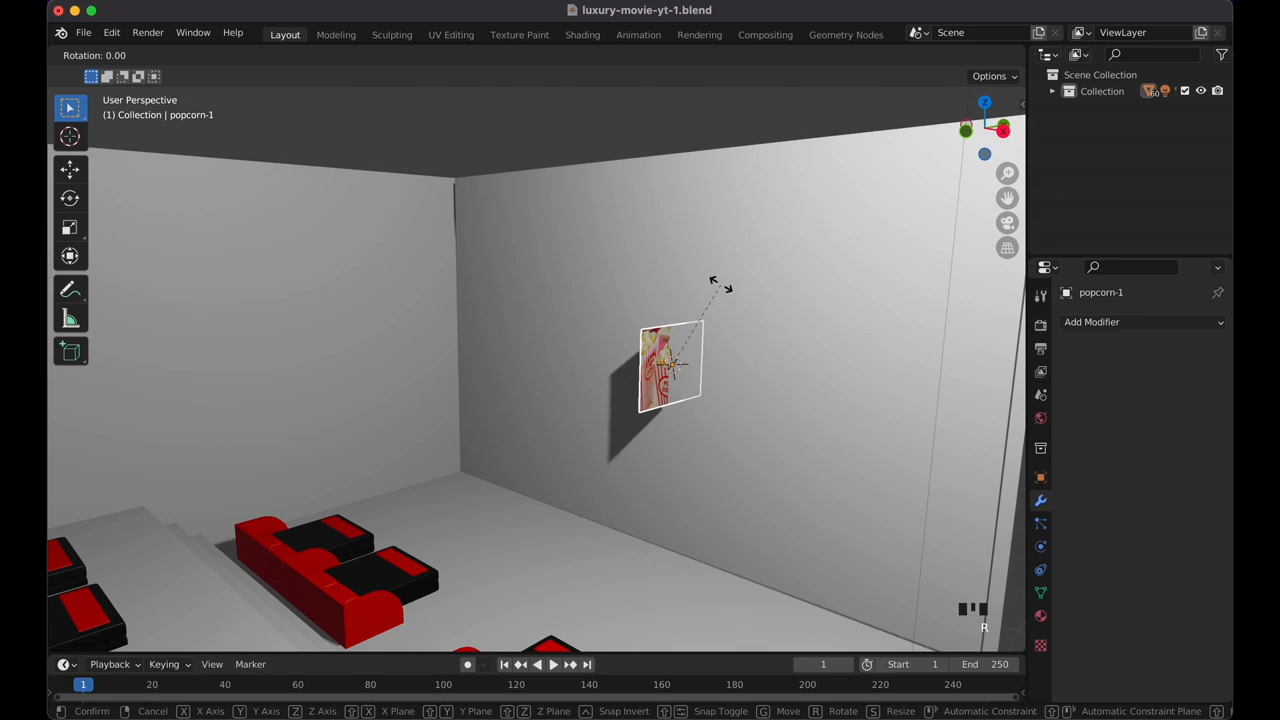 luxury-movie-yt-1.blend
File Edit Render Window Help
Layout Modeling Sculpting UV Editing Texture Paint Shading Animation Rendering Compositing Geometry Nodes
Scene
ViewLayer
Rotation: 0.00
Options
Scene Collection
Collection
60
User Perspective
(1) Collection | popcorn-1
Z
X
popcorn-1
Add Modifier
R
Playback Keying View Marker
1
Start 1
End 250
1 20 40 60 80 100 120 140 160 180 200 220 240
Confirm Cancel X X Axis Y Y Axis Z Z Axis X X Plane Y Y Plane Z Z Plane Snap Invert Snap Toggle G Move R Rotate S Resize Automatic Constraint Automatic Constraint Plane